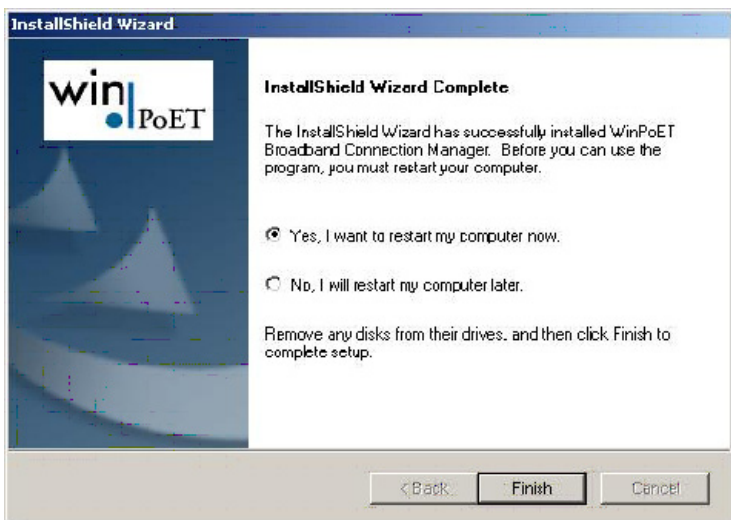 InstallShield Wizard
win
PoET
InstallShield Wizard Complete
The InstallShield Wizard has successfully installed WinPoET
Broadband Connection Manager. Before you can use the
program, you must restart your computer.
Yes, I want to restart my computer now.
No, I will restart my computer later.
Remove any disks from their drives, and then click Finish to
complete setup.
< Back
Finish
Cancel